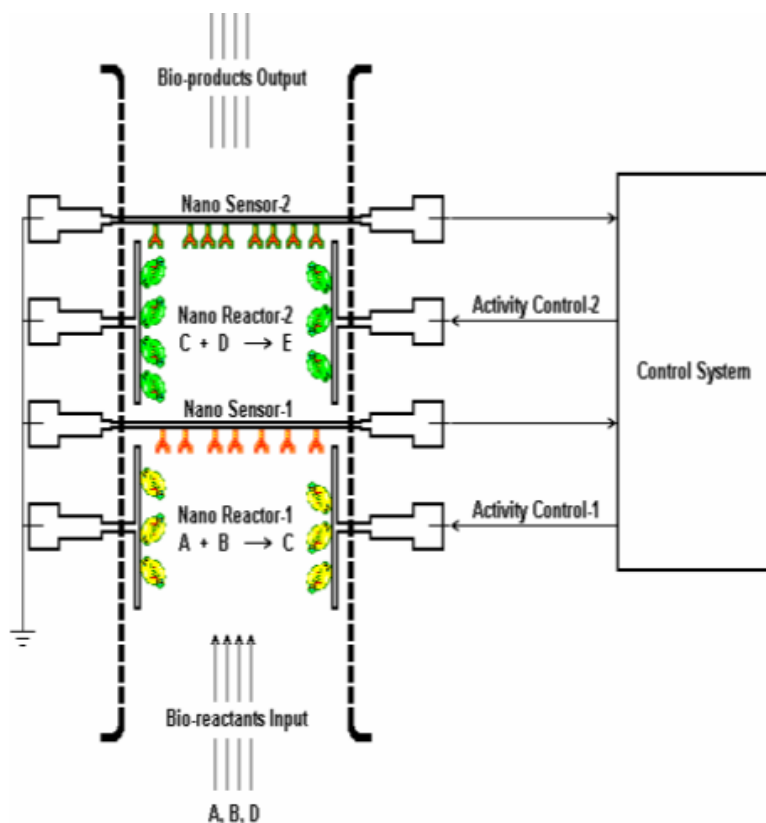 Bio-products Output
Nano Sensor-2
Activity Control-2
Nano Reactor-2
C + D → E
Control System
Nano Sensor-1
Activity Control-1
Nano Reactor-1
A + B → C
Bio-reactants Input
A, B, D